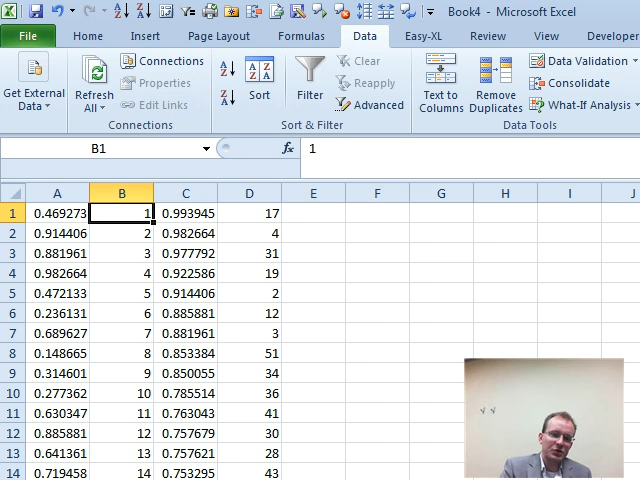 Book4 - Microsoft Excel
File Home Insert Page Layout Formulas Data Easy-XL Review View Developer
Get External Data
Refresh All
Connections
Properties
Edit Links
Connections
Sort
Filter
Clear
Reapply
Advanced
Sort & Filter
Text to Columns
Remove Duplicates
Data Validation
Consolidate
What-If Analysis
Data Tools
B1 fx 1
A B C D E F G H I J
1 0.469273 1 0.993945 17
2 0.914406 2 0.982664 4
3 0.881961 3 0.977792 31
4 0.982664 4 0.922586 19
5 0.472133 5 0.914406 2
6 0.236131 6 0.885881 12
7 0.689627 7 0.881961 3
8 0.148665 8 0.853384 51
9 0.314601 9 0.850055 34
10 0.277362 10 0.785514 36
11 0.630347 11 0.763043 41
12 0.885881 12 0.757679 30
13 0.641361 13 0.757621 28
14 0.719458 14 0.753295 43